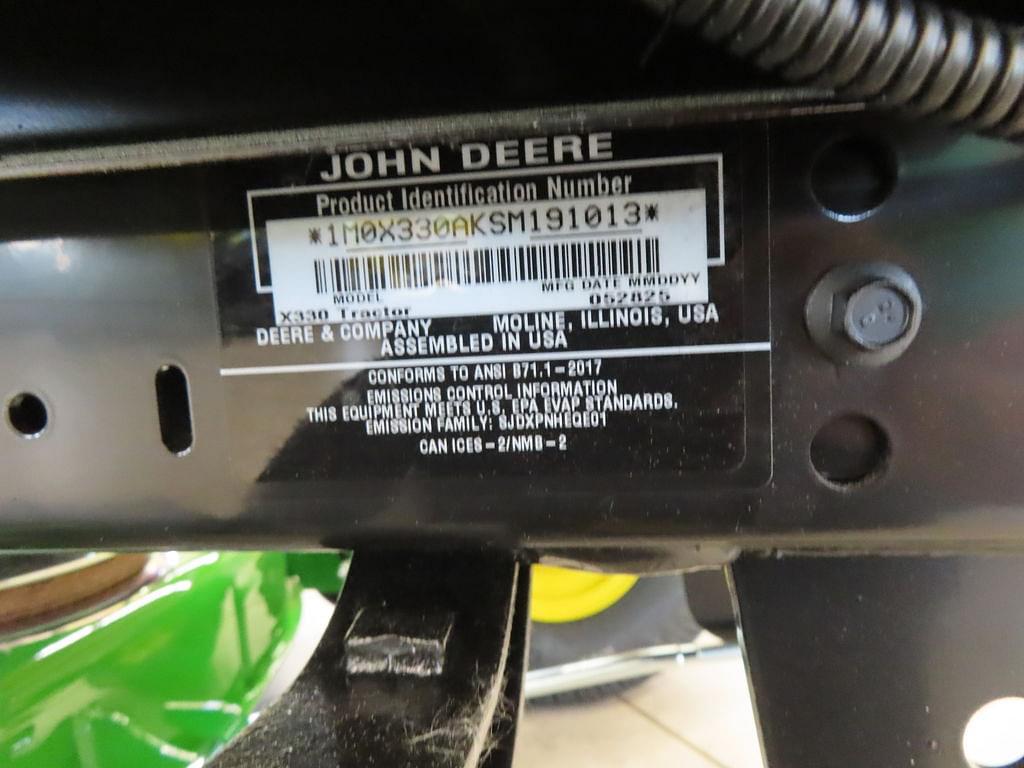 JOHN DEERE
Product Identification Number
*1M0X330AKSM191013*
MODEL MFG DATE MMDDYY
X330 Tractor 052825
DEERE & COMPANY MOLINE, ILLINOIS, USA
ASSEMBLED IN USA
CONFORMS TO ANSI B71.1-2017
EMISSIONS CONTROL INFORMATION
THIS EQUIPMENT MEETS U.S. EPA EVAP STANDARDS.
EMISSION FAMILY: SJDXPNHEQE01
CAN ICES-2/NMB-2